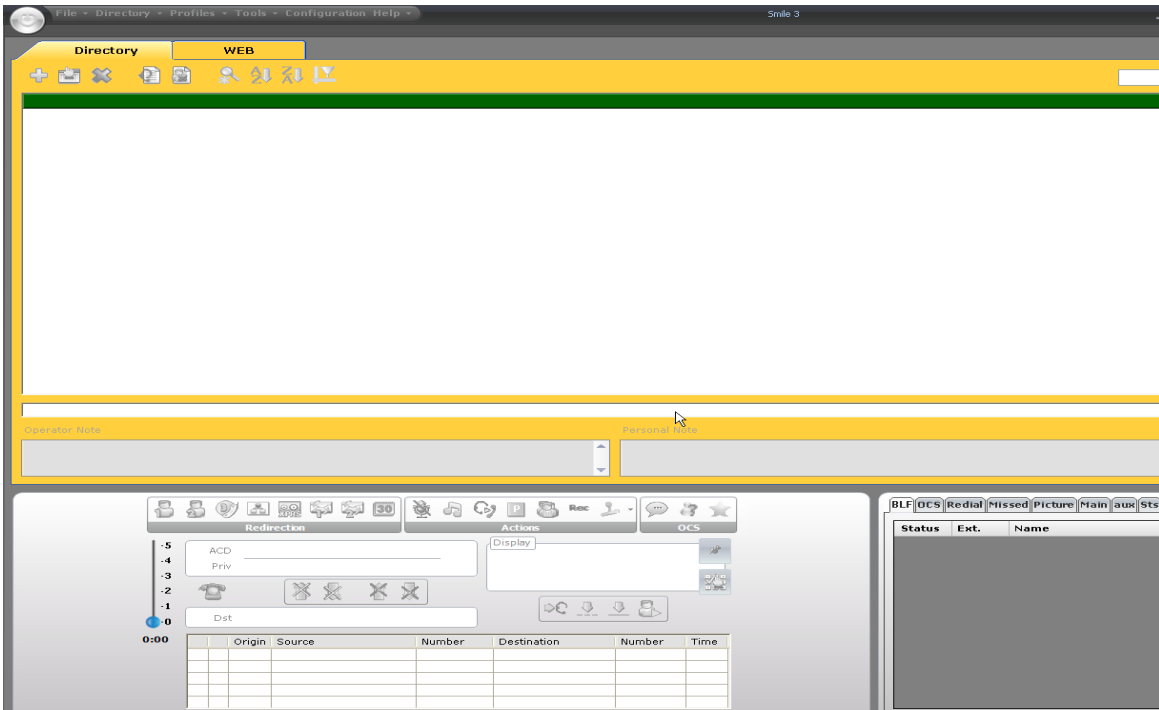 File - Directory - Profiles - Tools - Configuration Help -
Smile 3
Directory
WEB
Operator Note
Personal Note
XMS
30
P
Rec
Redirection
Actions
OCS
BLF OCS Redial Missed Picture Main aux Sts
Status Ext. Name
-5
-4
-3
-2
-1
-0
0:00
ACD
Priv
Display
Dst
Origin Source Number Destination Number Time